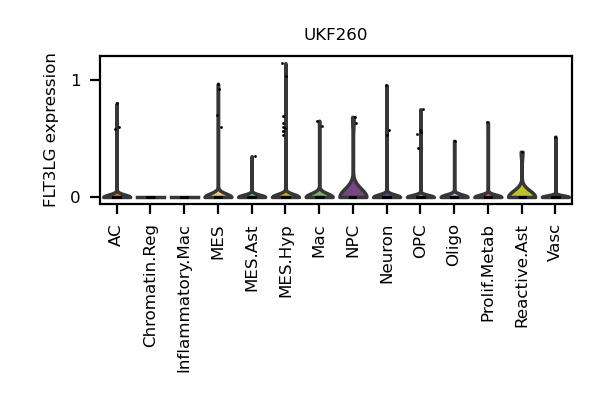 UKF260
FLT3LG expression
1
0
AC
Chromatin.Reg
Inflammatory.Mac
MES
MES.Ast
MES.Hyp
Mac
NPC
Neuron
OPC
Oligo
Prolif.Metab
Reactive.Ast
Vasc